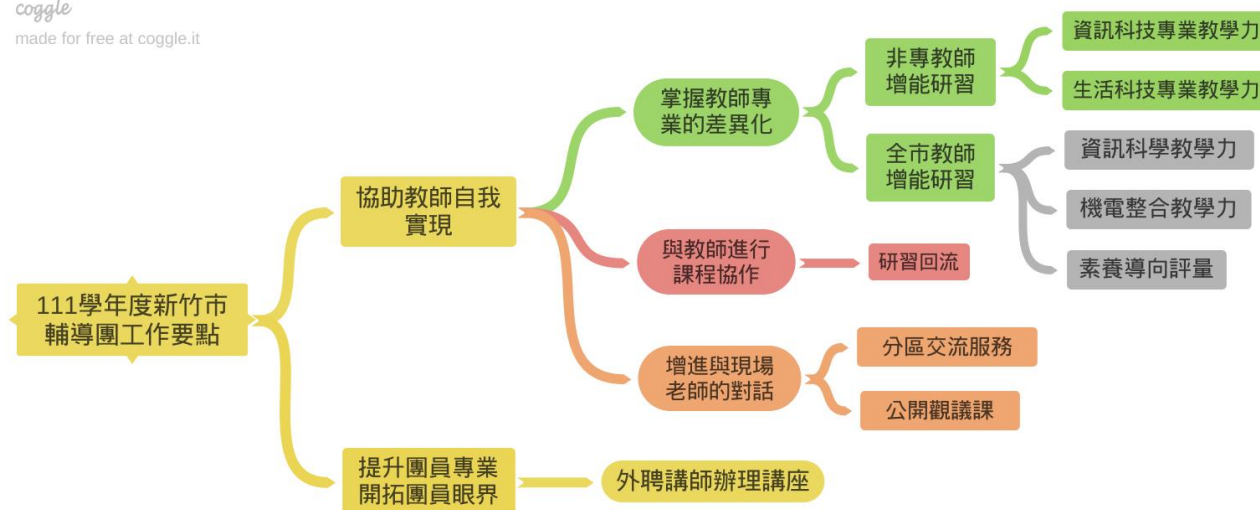 coggle
made for free at coggle.it
111學年度新竹市
輔導團工作要點
協助教師自我
實現
掌握教師專
業的差異化
非專教師
增能研習
資訊科技專業教學力
生活科技專業教學力
全市教師
增能研習
資訊科學教學力
機電整合教學力
素養導向評量
與教師進行
課程協作
研習回流
增進與現場
老師的對話
分區交流服務
公開觀議課
提升團員專業
開拓團員眼界
外聘講師辦理講座